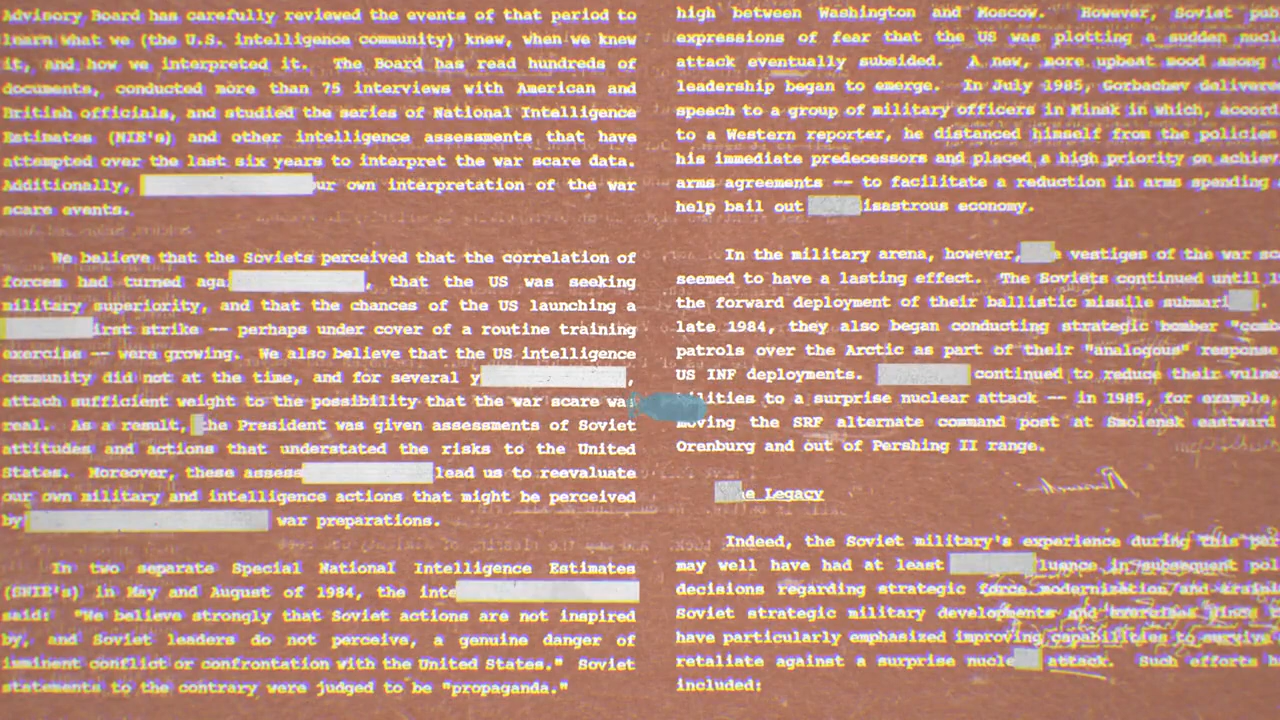 Advisory Board has carefully reviewed the events of that period to
learn what we (the U.S. intelligence community) knew, when we knew
it, and how we interpreted it. The Board has read hundreds of
documents, conducted more than 75 interviews with American and
British officials, and studied the series of National Intelligence
Estimates (NIE's) and other intelligence assessments that have
attempted over the last six years to interpret the war scare data.
Additionally, ur own interpretation of the war
scare events.
We believe that the Soviets perceived that the correlation of
forces had turned aga , that the US was seeking
military superiority, and that the chances of the US launching a
irst strike -- perhaps under cover of a routine training
exercise -- were growing. We also believe that the US intelligence
community did not at the time, and for several y ,
attach sufficient weight to the possibility that the war scare was
real. As a result, the President was given assessments of Soviet
attitudes and actions that understated the risks to the United
States. Moreover, these assess lead us to reevaluate
our own military and intelligence actions that might be perceived
by war preparations.
In two separate Special National Intelligence Estimates
(SNIE's) in May and August of 1984, the inte
said: "We believe strongly that Soviet actions are not inspired
by, and Soviet leaders do not perceive, a genuine danger of
imminent conflict or confrontation with the United States." Soviet
statements to the contrary were judged to be "propaganda."
high between Washington and Moscow. However, Soviet pub
expressions of fear that the US was plotting a sudden nucl
attack eventually subsided. A new, more upbeat mood among
leadership began to emerge. In July 1985, Gorbachev delivere
speech to a group of military officers in Minsk in which, accord
to a Western reporter, he distanced himself from the policies
his immediate predecessors and placed a high priority on achiev
arms agreements -- to facilitate a reduction in arms spending
help bail out isastrous economy.
In the military arena, however, e vestiges of the war sc
seemed to have a lasting effect. The Soviets continued until l
the forward deployment of their ballistic missile submari .
late 1984, they also began conducting strategic bomber "comb
patrols over the Arctic as part of their "analogous" response
US INF deployments. continued to reduce their vulne
bilities to a surprise nuclear attack -- in 1985, for example,
moving the SRF alternate command post at Smolensk eastward
Orenburg and out of Pershing II range.
e Legacy
Indeed, the Soviet military's experience during this per
may well have had at least luence in subsequent pol
decisions regarding strategic force modernization and traini
Soviet strategic military developments and exercises since
have particularly emphasized improving capabilities to survive
retaliate against a surprise nucle attack. Such efforts h
included: